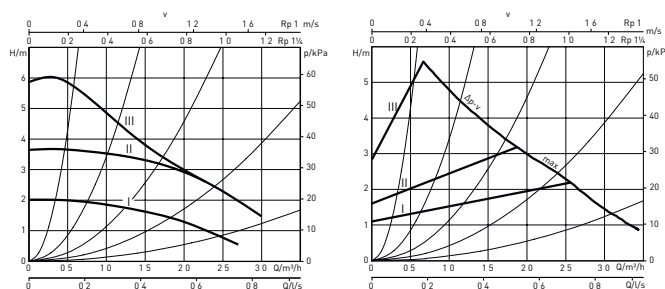 v
0 0 4 0 8 1 2 1 6 Rp 1 m/s
0 0 2 0 4 0 6 0 8 1 0 1 2 Rp 1¼
H/m p/kPa
6 5 4 3 2 1 0
60 50 40 30 20 10 0
III
II
I
0 0 5 1 0 1 5 2 0 2 5 3 0 Q/m³/h
0 0 2 0 4 0 6 0 8 Q/l/s
v
0 0 4 0 8 1 2 1 6 Rp 1 m/s
0 0 2 0 4 0 6 0 8 1 0 1 2 Rp 1¼
H/m p/kPa
5 4 3 2 1 0
50 40 30 20 10 0
III
Δp-v
II
max
I
0 0 5 1 0 1 5 2 0 2 5 3 0 Q/m³/h
0 0 2 0 4 0 6 0 8 Q/l/s